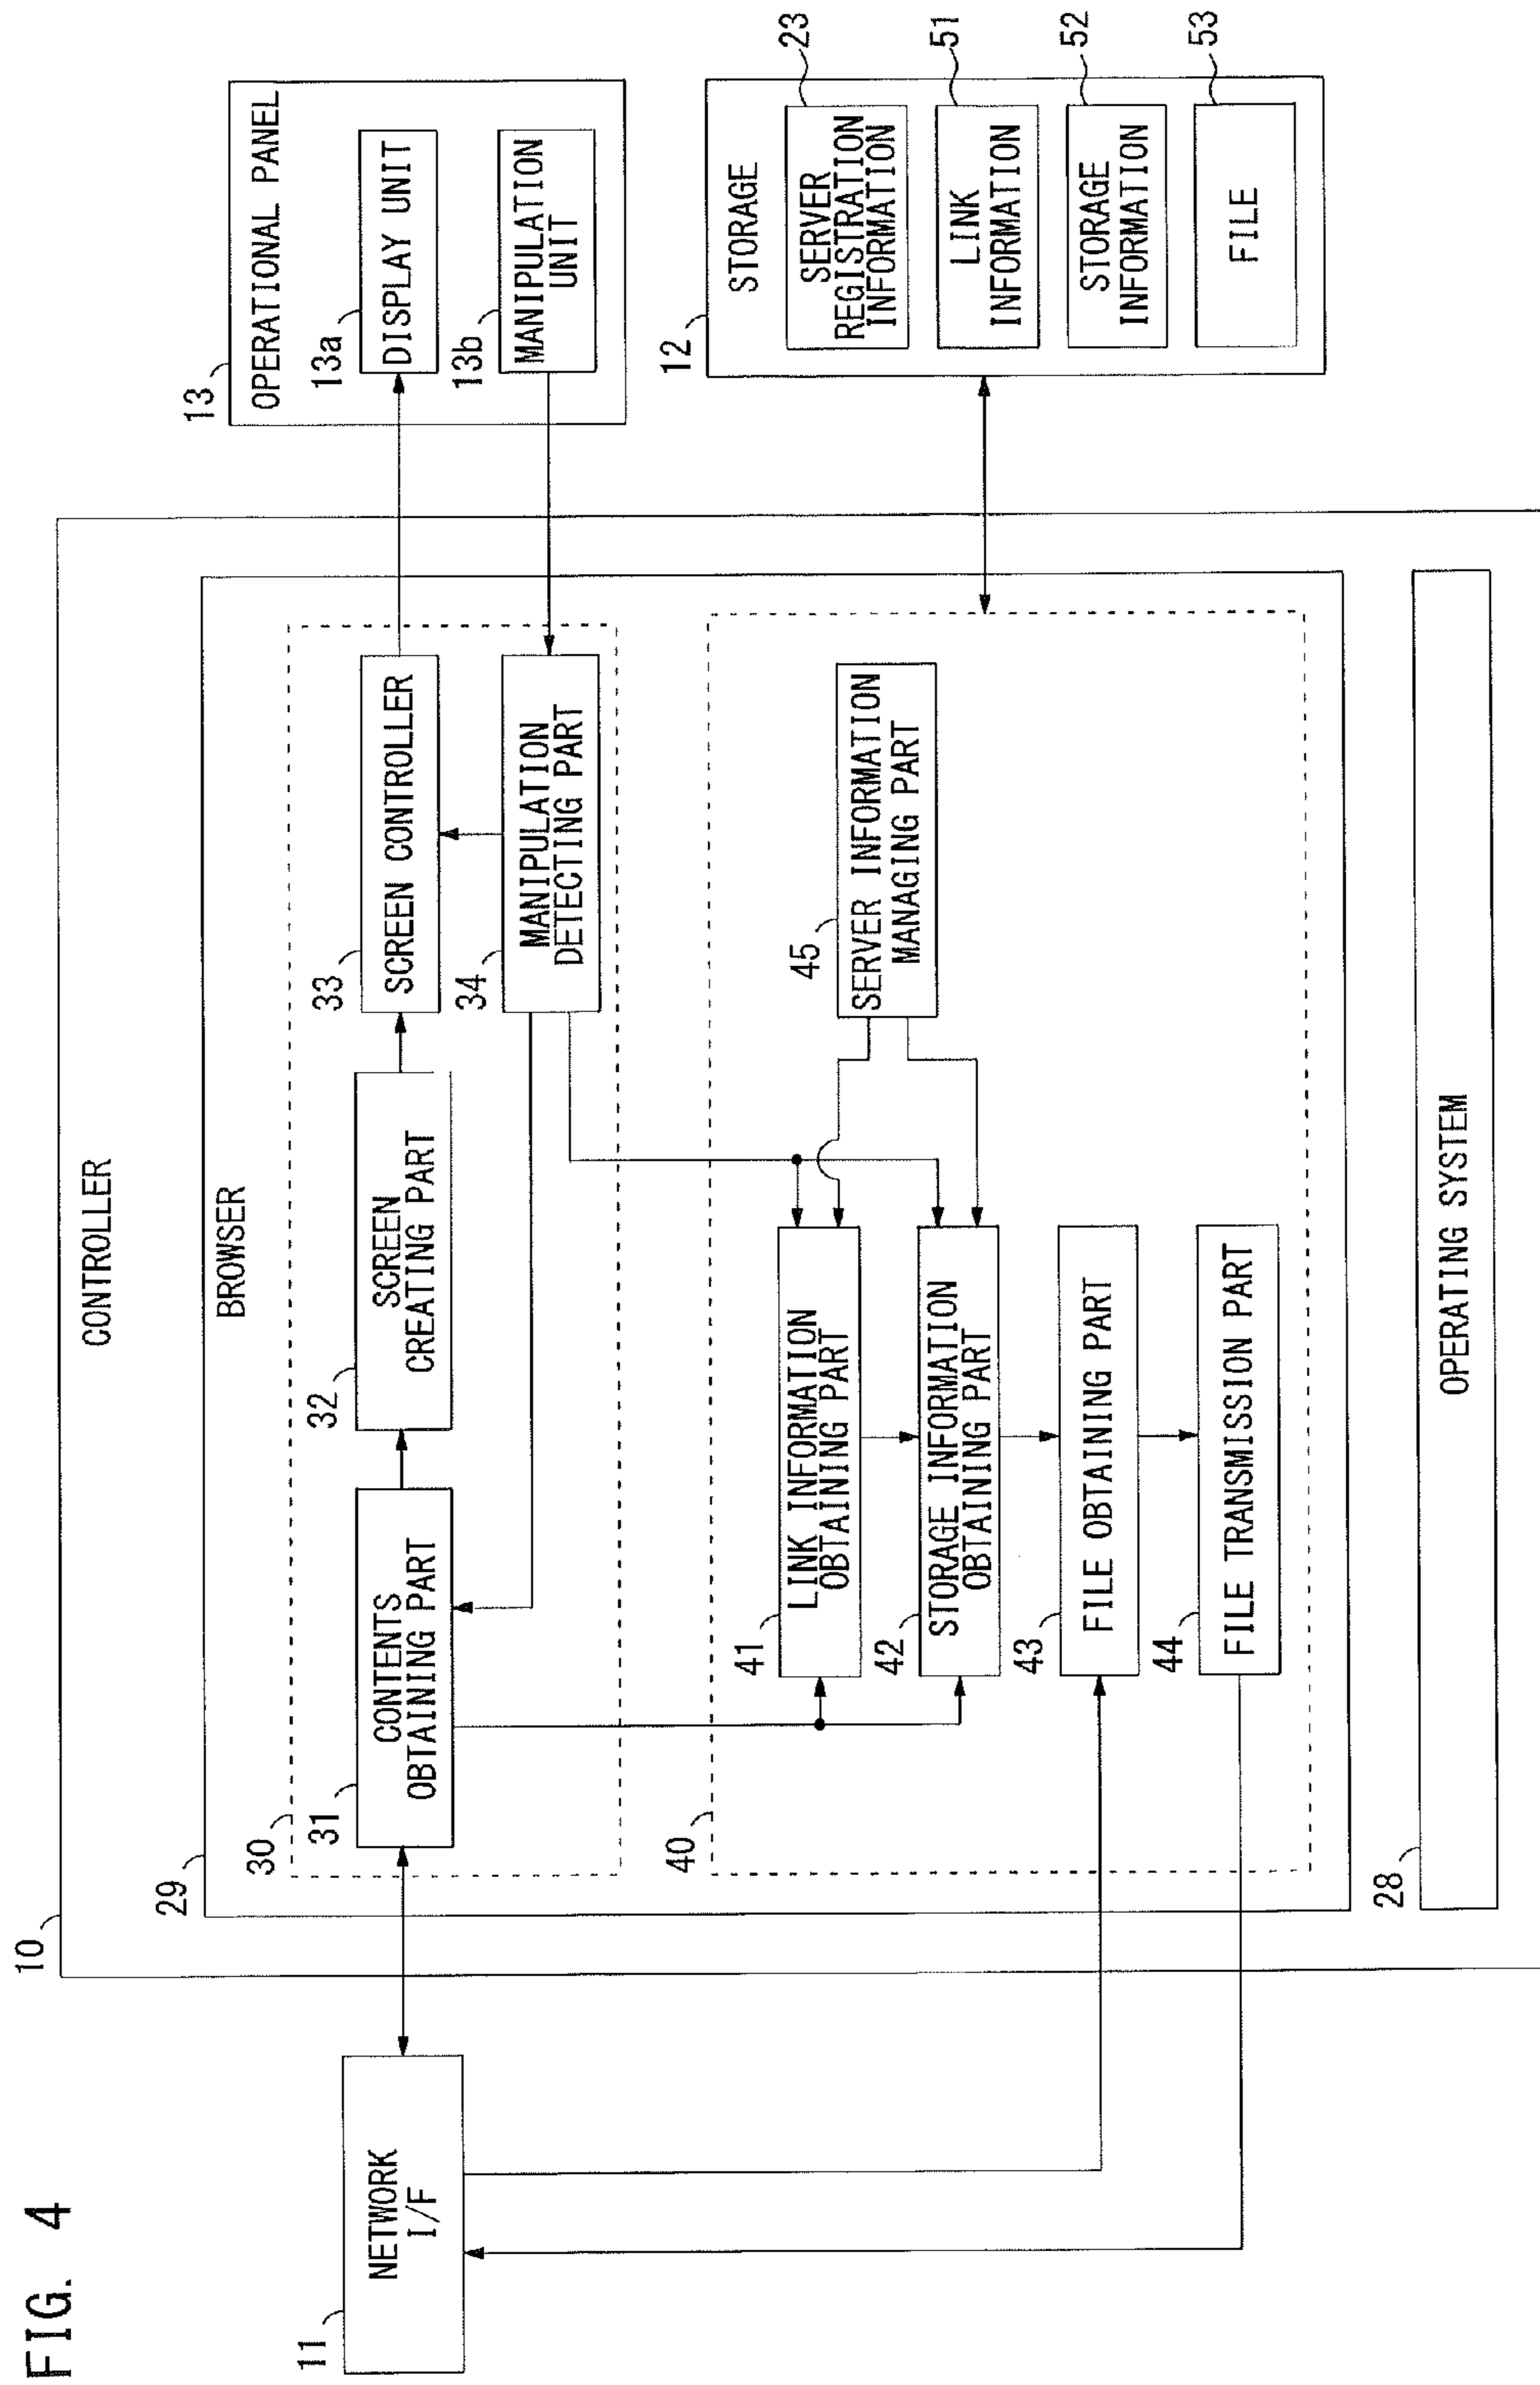 FIG. 4
10
CONTROLLER
29
BROWSER
30
11
NETWORK
I/F
31
CONTENTS
OBTAINING PART
32
SCREEN
CREATING PART
33
SCREEN CONTROLLER
34
MANIPULATION
DETECTING PART
13
OPERATIONAL PANEL
13a
DISPLAY UNIT
13b
MANIPULATION
UNIT
40
41
LINK INFORMATION
OBTAINING PART
42
STORAGE INFORMATION
OBTAINING PART
43
FILE OBTAINING PART
44
FILE TRANSMISSION PART
45
SERVER INFORMATION
MANAGING PART
12
STORAGE
23
SERVER
REGISTRATION
INFORMATION
51
LINK
INFORMATION
52
STORAGE
INFORMATION
53
FILE
28
OPERATING SYSTEM